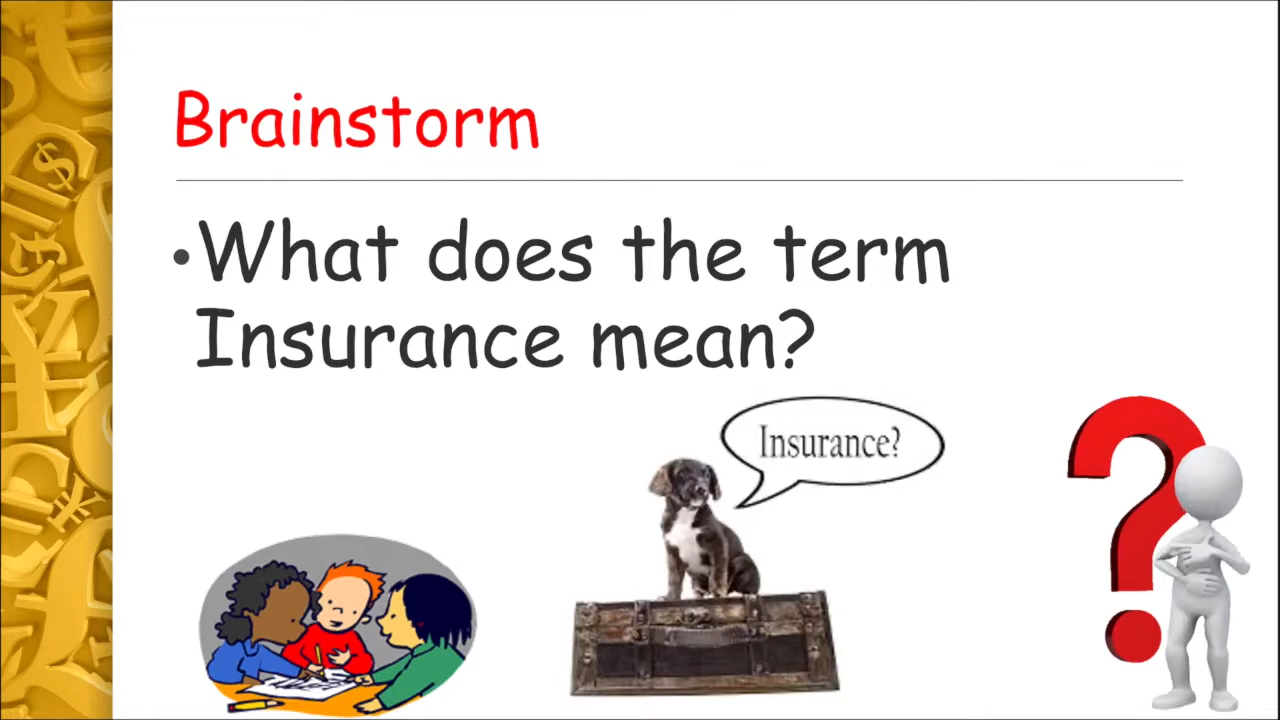 Brainstorm
•What does the term
Insurance mean?
Insurance?